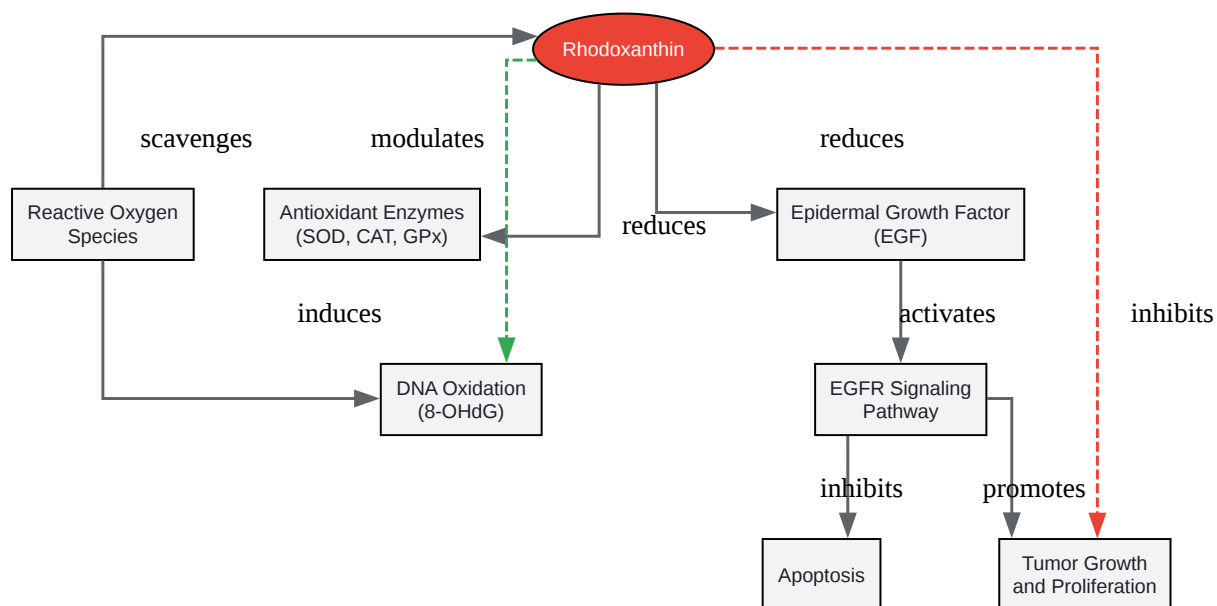 Rhodoxanthin
scavenges
modulates
reduces
Reactive Oxygen
Species
Antioxidant Enzymes
(SOD, CAT, GPx)
reduces
Epidermal Growth Factor
(EGF)
induces
activates
inhibits
DNA Oxidation
(8-OHdG)
EGFR Signaling
Pathway
inhibits
promotes
Apoptosis
Tumor Growth
and Proliferation